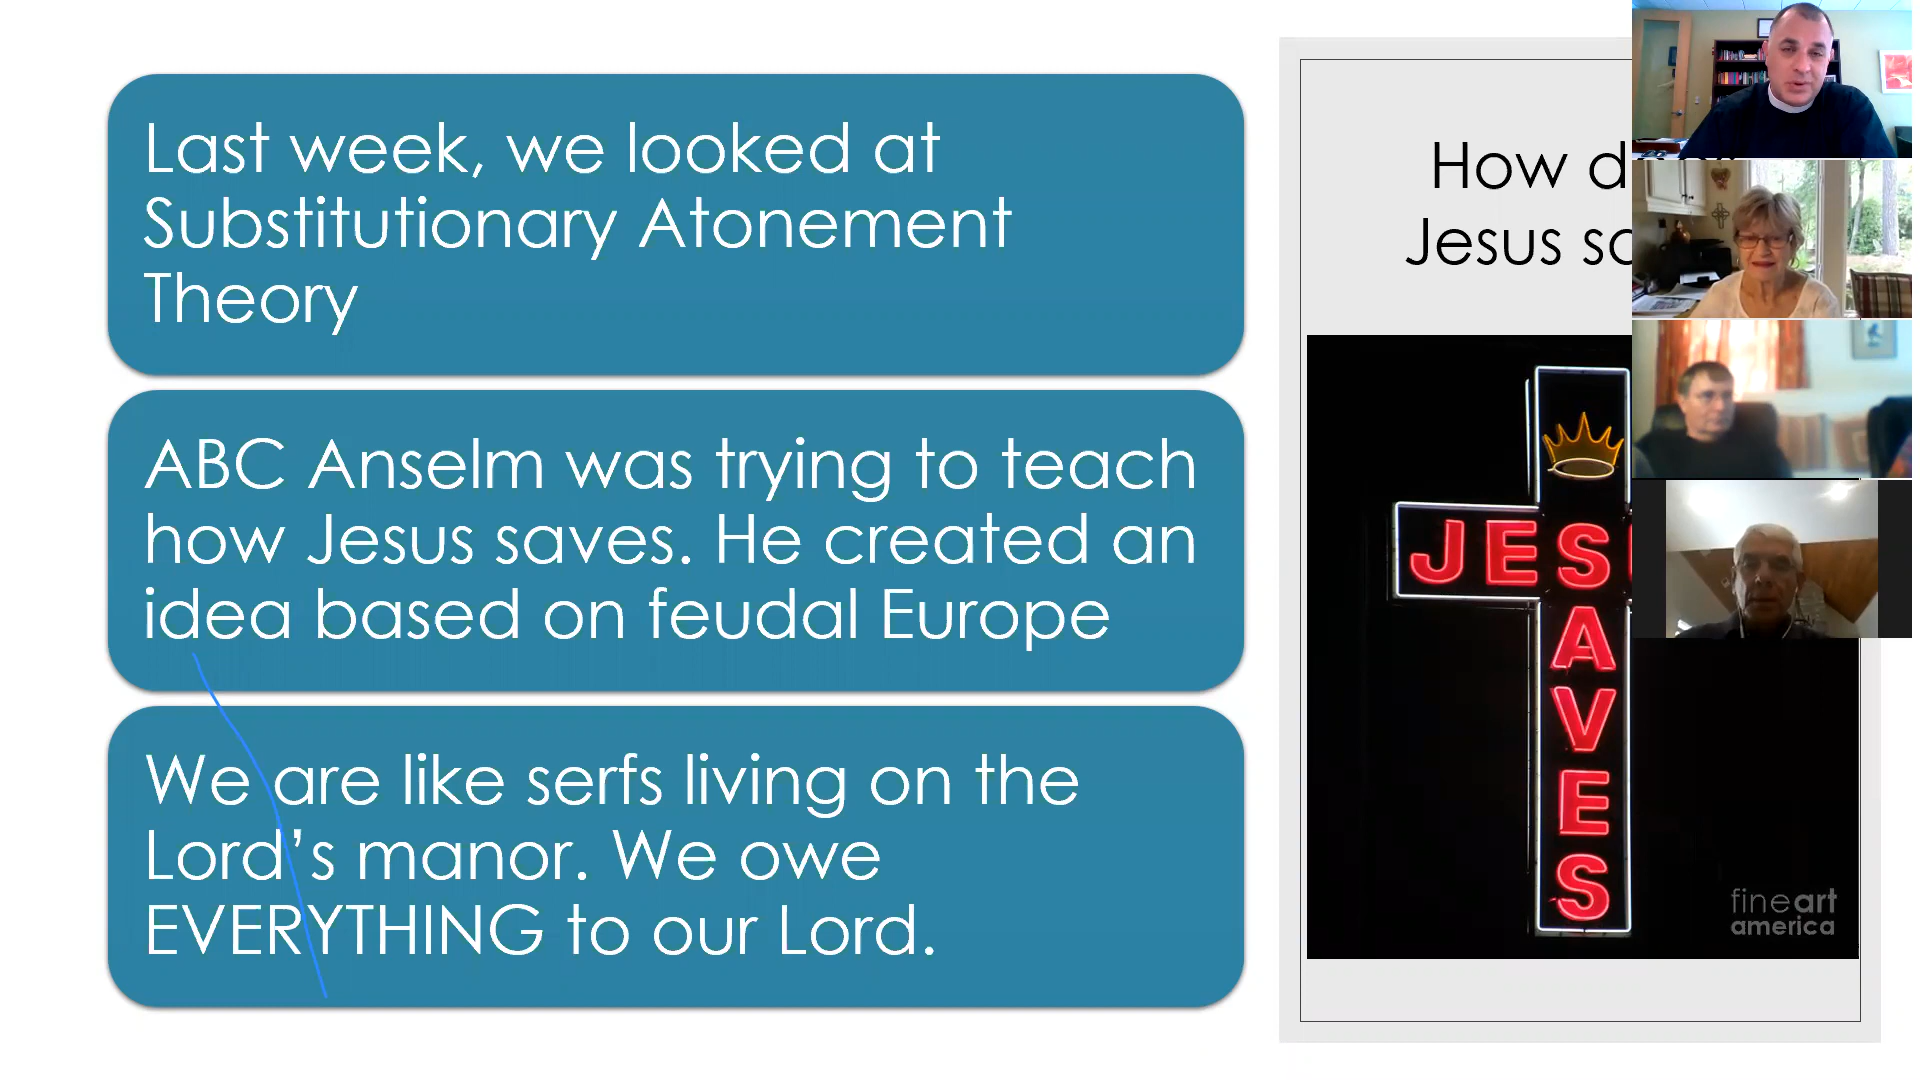 Last week, we looked at
Substitutionary Atonement
Theory
ABC Anselm was trying to teach
how Jesus saves. He created an
idea based on feudal Europe
We are like serfs living on the
Lord’s manor. We owe
EVERYTHING to our Lord.
How
Jesus
JES
SAVES
fineart
america